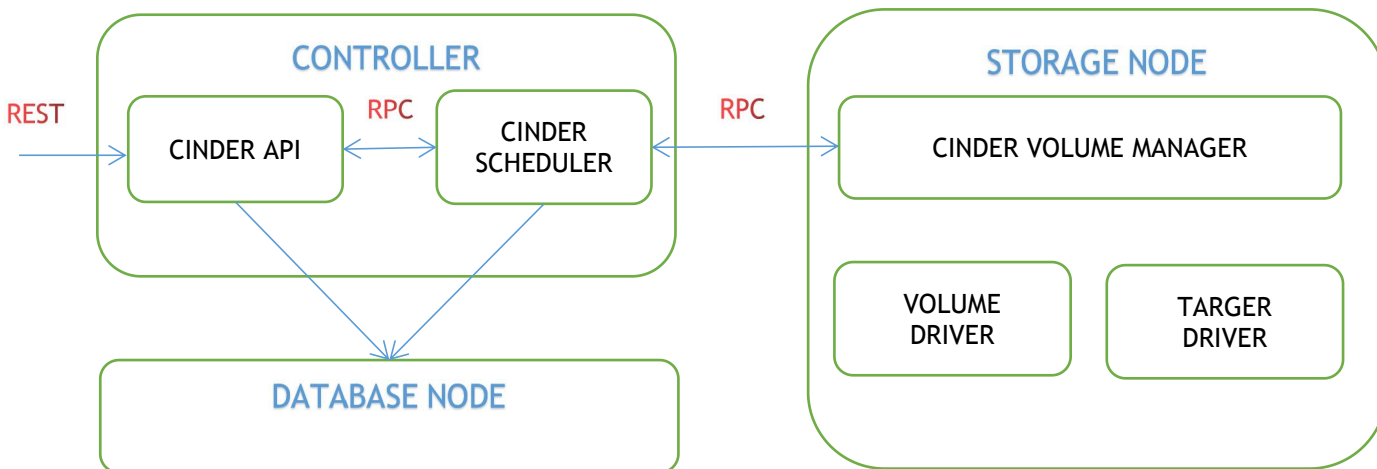 CONTROLLER
STORAGE NODE
REST
RPC
RPC
CINDER API
CINDER
SCHEDULER
CINDER VOLUME MANAGER
VOLUME
DRIVER
TARGER
DRIVER
DATABASE NODE